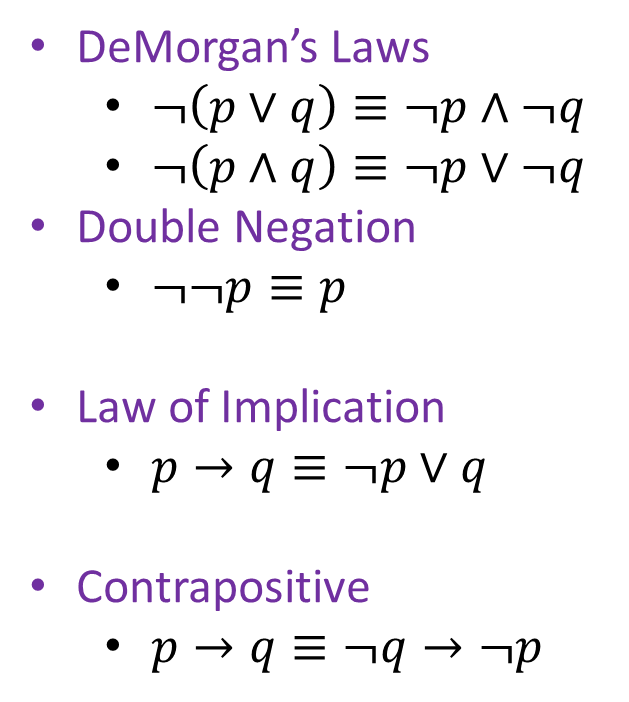 • DeMorgan’s Laws
• ¬(p ∨ q) ≡ ¬p ∧ ¬q
• ¬(p ∧ q) ≡ ¬p ∨ ¬q
• Double Negation
• ¬¬p ≡ p
• Law of Implication
• p → q ≡ ¬p ∨ q
• Contrapositive
• p → q ≡ ¬q → ¬p